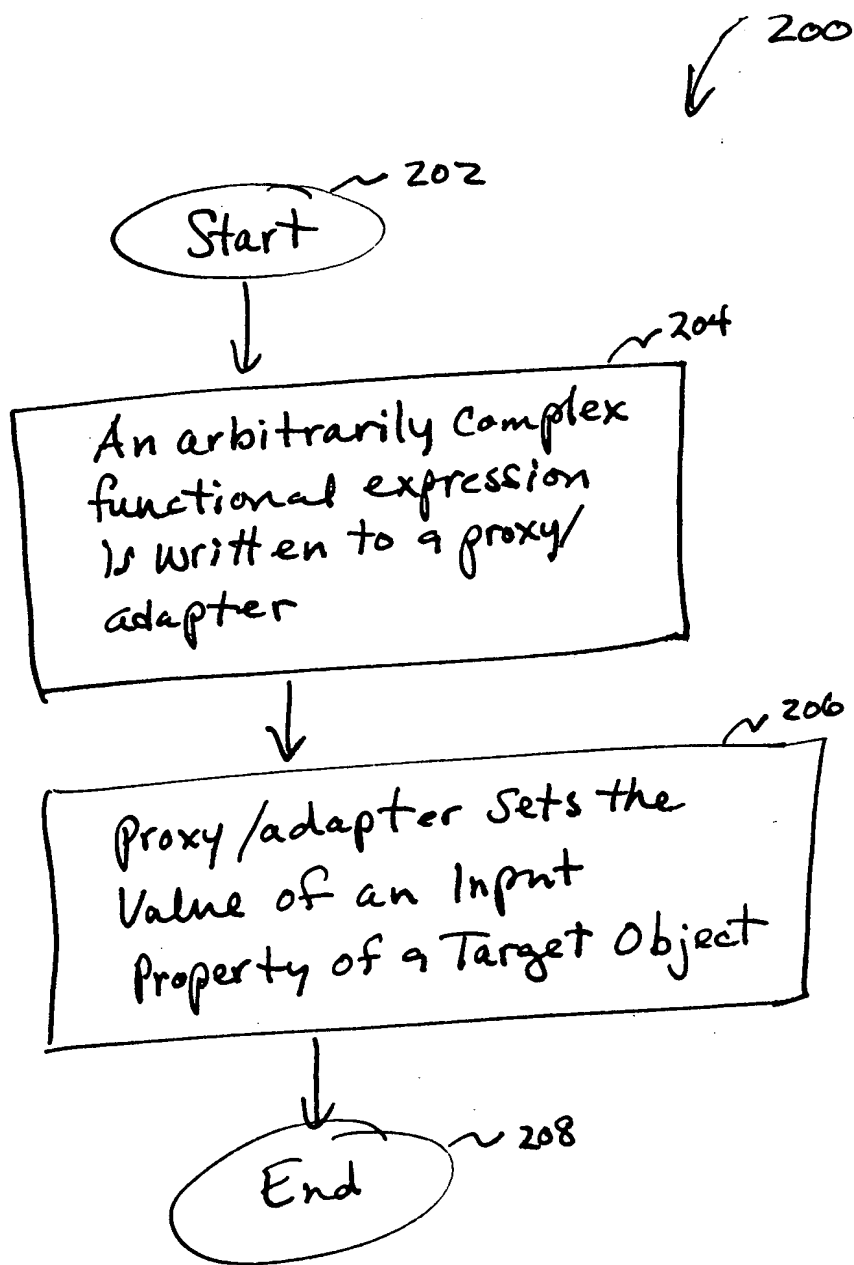 200
202
Start
204
An arbitrarily complex
functional expression
is written to a proxy/
adapter
206
Proxy/adapter Sets the
Value of an Input
Property of a Target Object
208
End